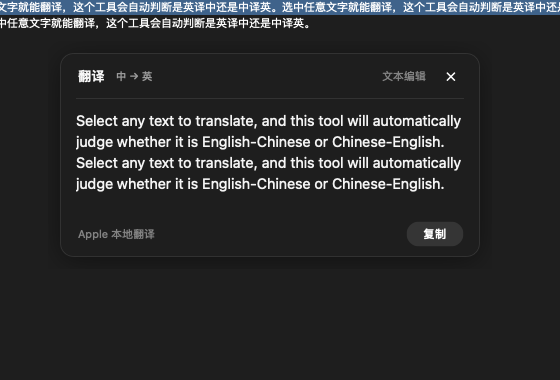 文字就能翻译，这个工具会自动判断是英译中还是中译英。选中任意文字就能翻译，这个工具会自动判断是英译中还是
中任意文字就能翻译，这个工具会自动判断是英译中还是中译英。
翻译 中 → 英 文本编辑 ×
Select any text to translate, and this tool will automatically
judge whether it is English-Chinese or Chinese-English.
Select any text to translate, and this tool will automatically
judge whether it is English-Chinese or Chinese-English.
Apple 本地翻译 复制